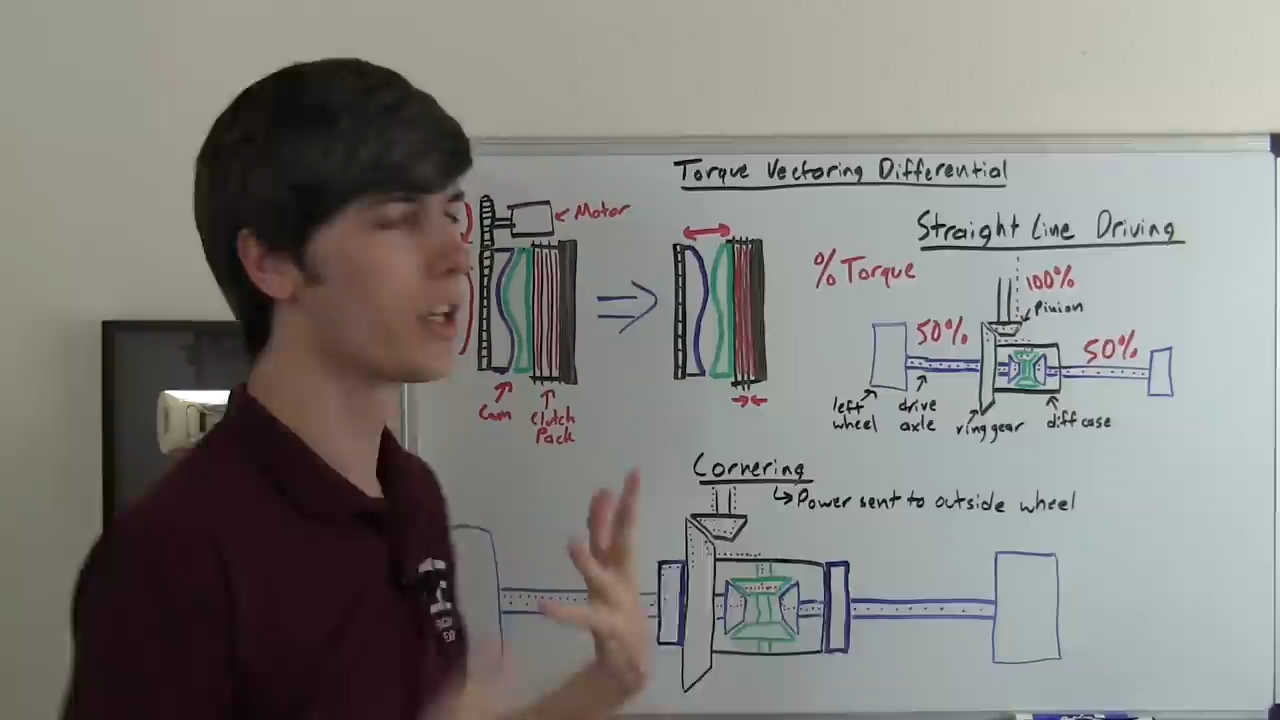 Torque Vectoring Differential
Motor
Cam
Clutch
Pack
Straight Line Driving
% Torque
100%
Pinion
50%
50%
left
wheel
drive
axle
ring gear
diff case
Cornering
↳ Power sent to outside wheel